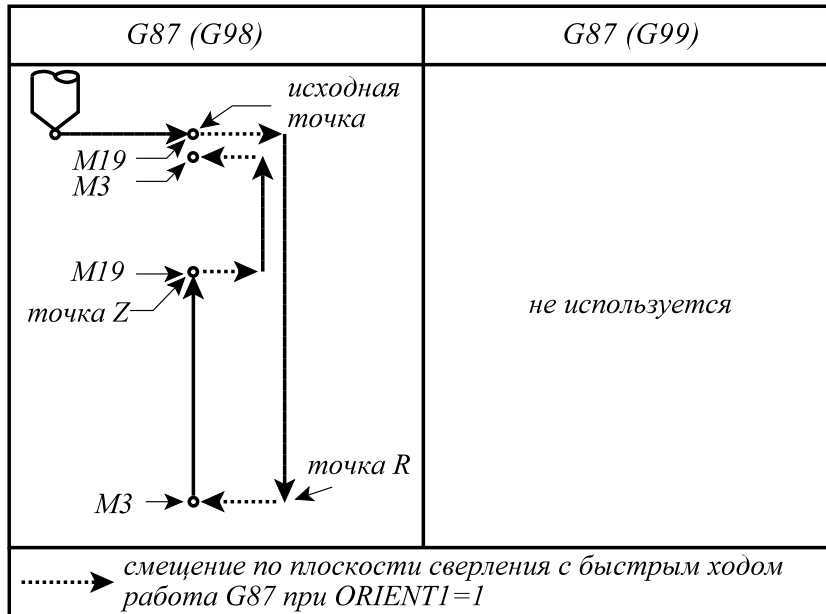 G87 (G98)
G87 (G99)
исходная
точка
M19
M3
M19
точка Z
не используется
точка R
M3
смещение по плоскости сверления с быстрым ходом
работа G87 при ORIENT1=1